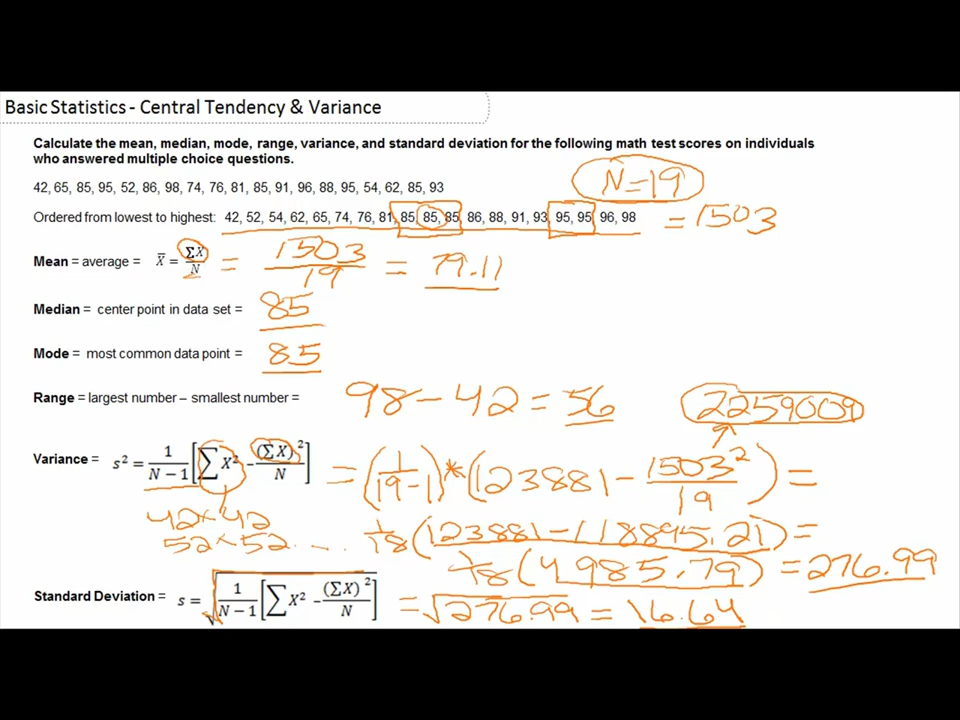 Basic Statistics - Central Tendency & Variance
Calculate the mean, median, mode, range, variance, and standard deviation for the following math test scores on individuals
who answered multiple choice questions.
N=19
42, 65, 85, 95, 52, 86, 98, 74, 76, 81, 85, 91, 96, 88, 95, 54, 62, 85, 93
Ordered from lowest to highest: 42, 52, 54, 62, 65, 74, 76, 81, 85, 85, 85, 86, 88, 91, 93, 95, 95, 96, 98 = 1503
Mean = average = X̄ = ΣX/N = 1503/19 = 79.11
Median = center point in data set = 85
Mode = most common data point = 85
Range = largest number – smallest number = 98 - 42 = 56
2259009
Variance = s² = 1/(N − 1) [∑ X² − (∑X)²/N] = (1/(19-1)) * (123881 - 1503²/19) =
42×42
52×52 ....
1/18 (123881 - 118895.21) =
1/18 (4985.79) = 276.99
Standard Deviation = s = √(1/(N − 1) [∑ X² − (∑X)²/N]) = √276.99 = 16.64